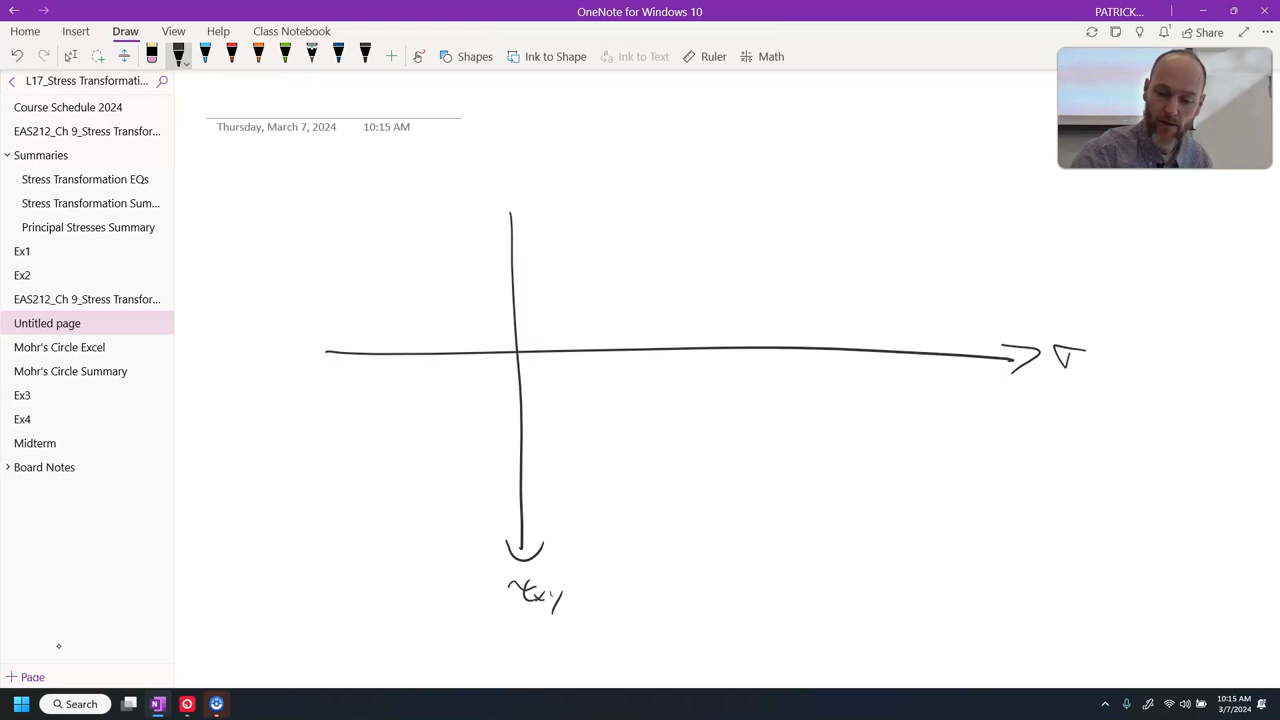 OneNote for Windows 10
PATRICK...
Home Insert Draw View Help Class Notebook
Share
Shapes Ink to Shape Ink to Text Ruler Math
L17_Stress Transformati...
Course Schedule 2024
EAS212_Ch 9_Stress Transfor...
Summaries
Stress Transformation EQs
Stress Transformation Sum...
Principal Stresses Summary
Ex1
Ex2
EAS212_Ch 9_Stress Transfor...
Untitled page
Mohr's Circle Excel
Mohr's Circle Summary
Ex3
Ex4
Midterm
Board Notes
Page
Thursday, March 7, 2024 10:15 AM
σ
τxy
Search
10:15 AM
3/7/2024